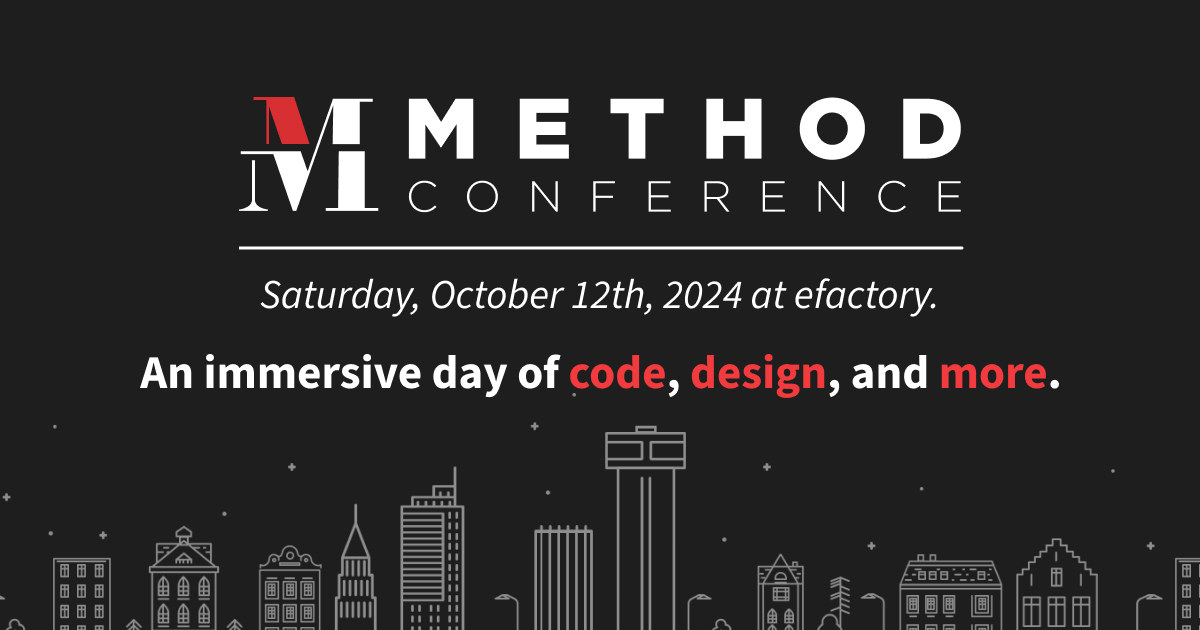 METHOD
CONFERENCE
Saturday, October 12th, 2024 at efactory.
An immersive day of code, design, and more.